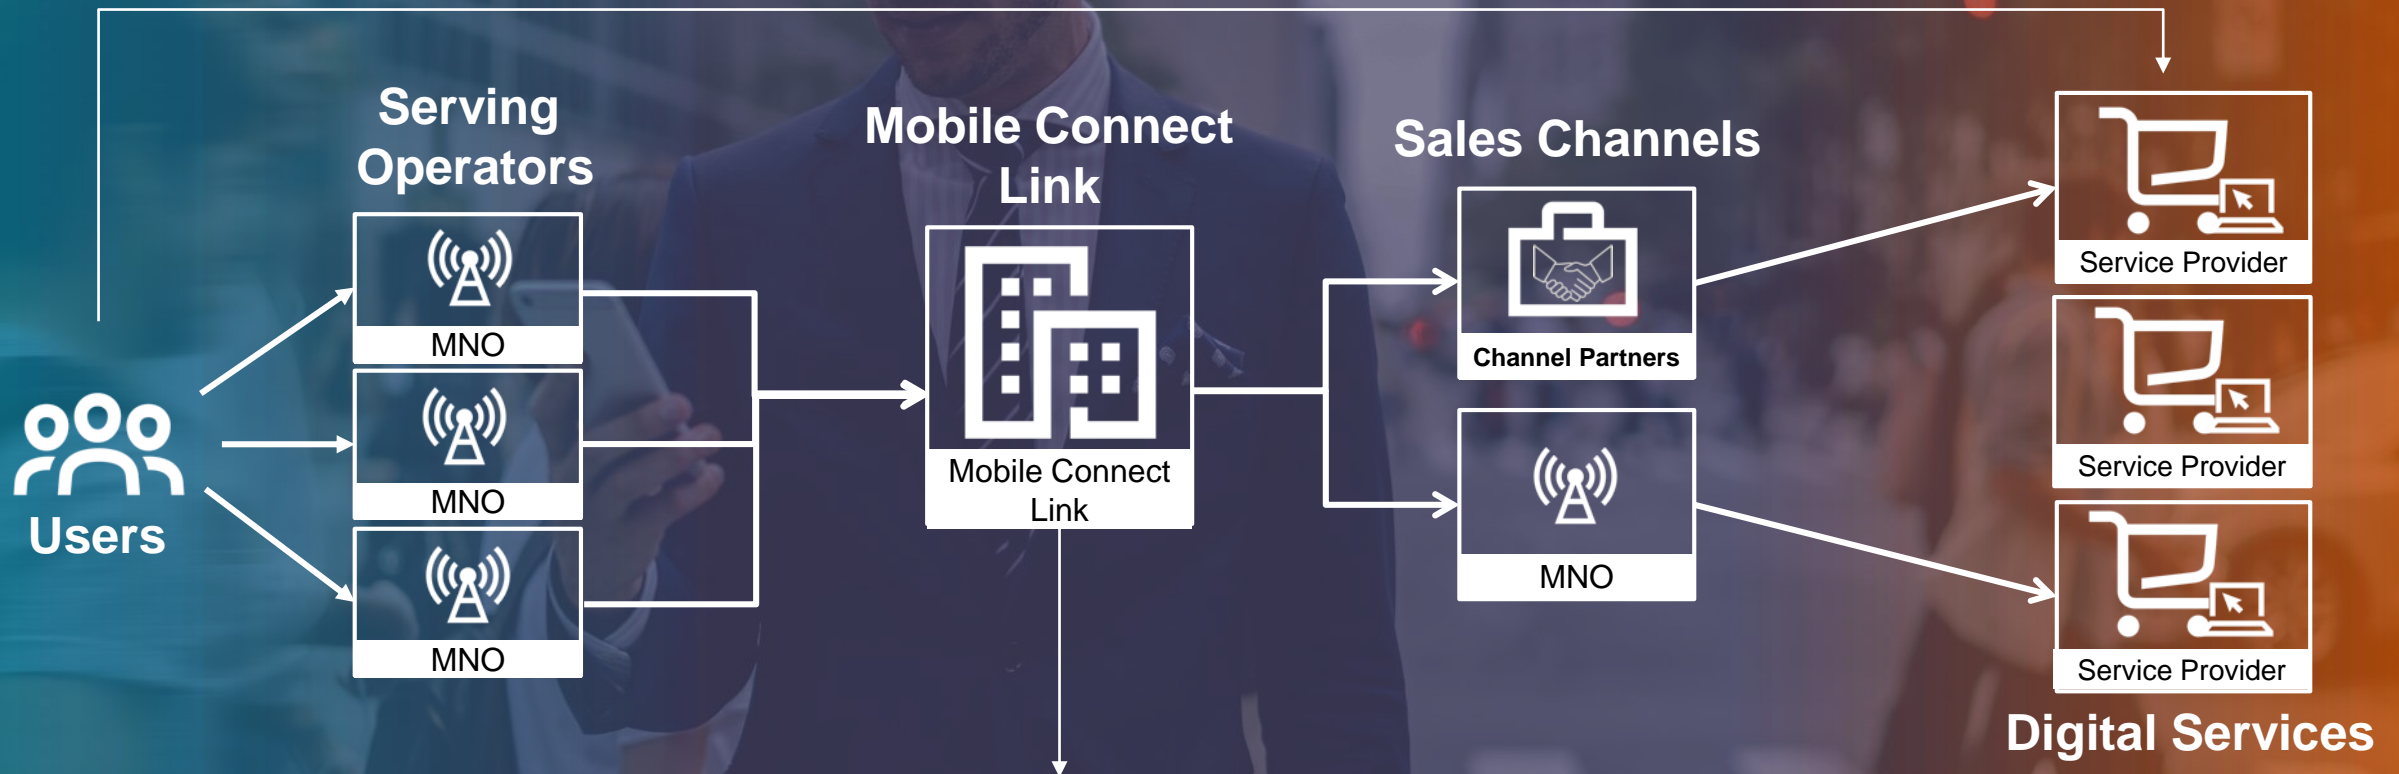 Serving
Operators
MNO
MNO
MNO
Users
Mobile Connect
Link
Mobile Connect
Link
Sales Channels
Channel Partners
MNO
Service Provider
Service Provider
Service Provider
Digital Services